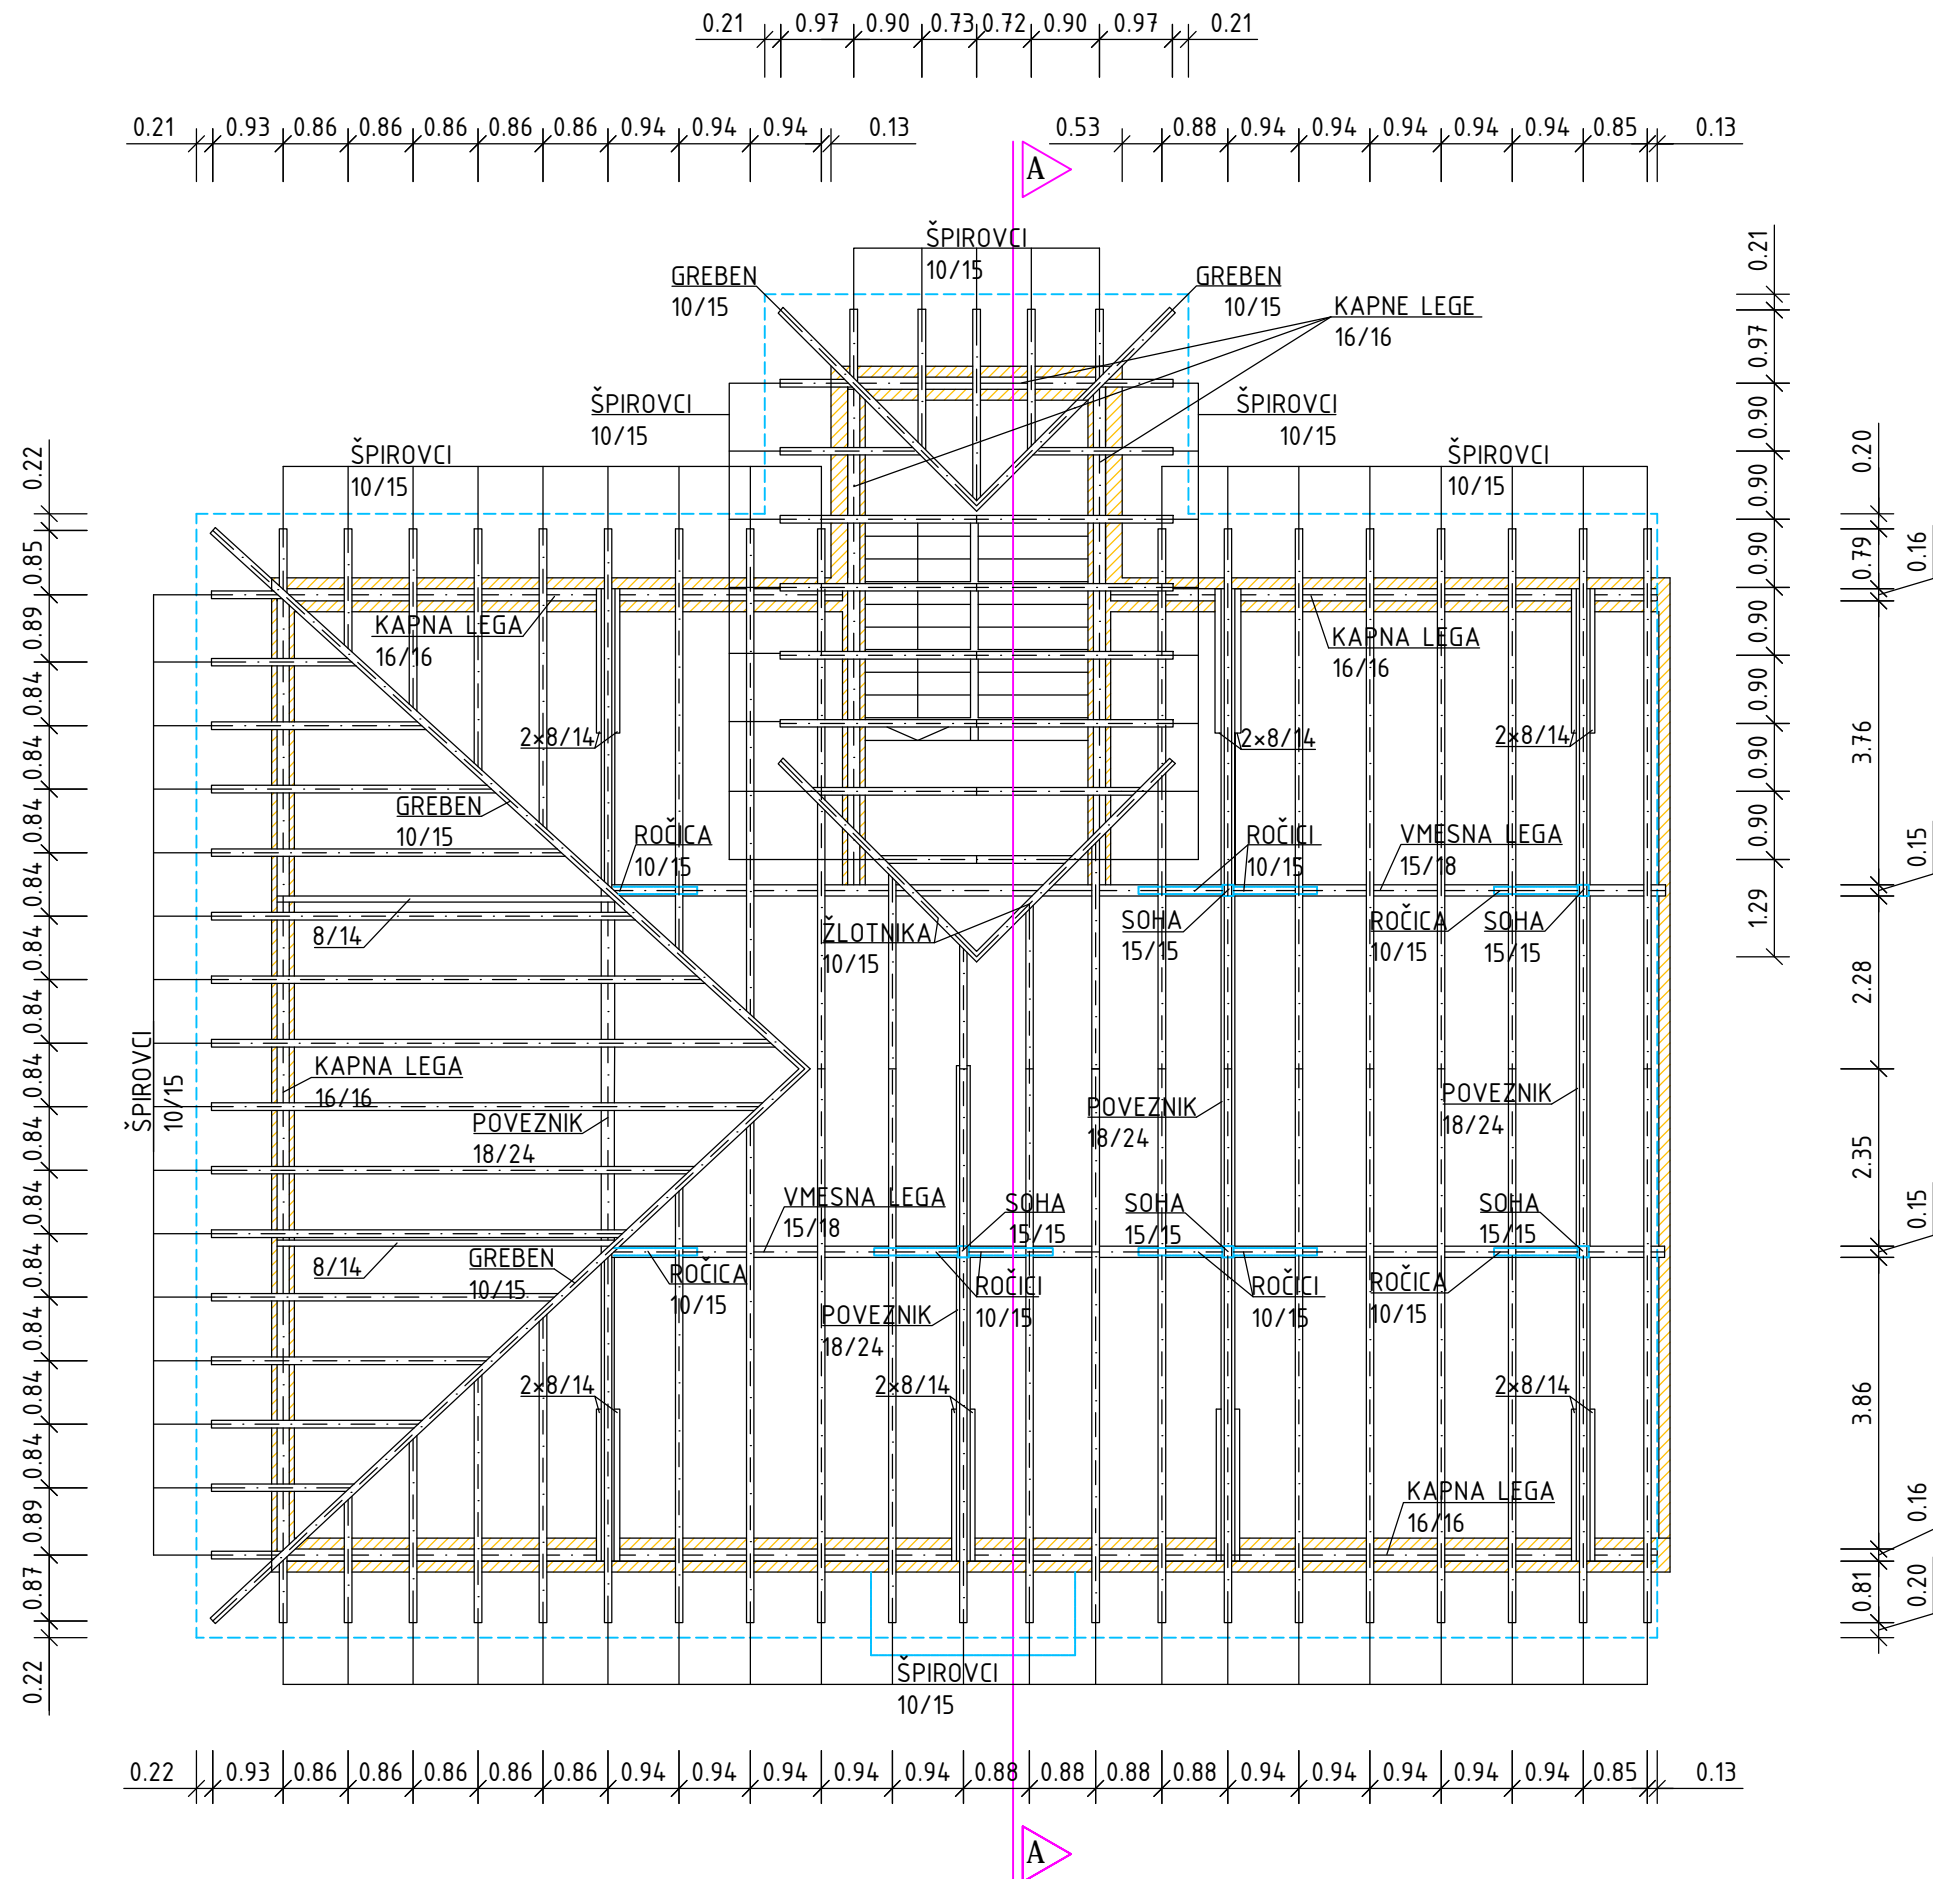 0.21 0.97 0.90 0.73 0.72 0.90 0.97 0.21
0.21 0.93 0.86 0.86 0.86 0.86 0.86 0.94 0.94 0.94 0.13 0.53 0.88 0.94 0.94 0.94 0.94 0.94 0.85 0.13
A
ŠPIROVCI
10/15
GREBEN
10/15
GREBEN
10/15
KAPNE LEGE
16/16
ŠPIROVCI
10/15
ŠPIROVCI
10/15
ŠPIROVCI
10/15
ŠPIROVCI
10/15
KAPNA LEGA
16/16
KAPNA LEGA
16/16
2×8/14
2×8/14
2×8/14
GREBEN
10/15
ROČICA
10/15
ROČICI
10/15
VMESNA LEGA
15/18
8/14
ŽLOTNIKA
10/15
SOHA
15/15
ROČICA
10/15
SOHA
15/15
KAPNA LEGA
16/16
POVEZNIK
18/24
POVEZNIK
18/24
POVEZNIK
18/24
ŠPIROVCI
10/15
VMESNA LEGA
15/18
SOHA
15/15
SOHA
15/15
SOHA
15/15
8/14
GREBEN
10/15
ROČICA
10/15
ROČICI
10/15
ROČICI
10/15
ROČICA
10/15
POVEZNIK
18/24
2×8/14
2×8/14
2×8/14
KAPNA LEGA
16/16
ŠPIROVCI
10/15
0.22 0.85 0.89 0.84 0.84 0.84 0.84 0.84 0.84 0.84 0.84 0.84 0.84 0.84 0.84 0.84 0.89 0.87 0.22
0.21 0.97 0.90 0.90 0.90 0.90 0.90 0.90 0.90 1.29
0.20 0.79 0.16 3.76 0.15 2.28 2.35 0.15 3.86 0.16 0.81 0.20
0.22 0.93 0.86 0.86 0.86 0.86 0.86 0.94 0.94 0.94 0.94 0.94 0.88 0.88 0.88 0.88 0.94 0.94 0.94 0.94 0.94 0.85 0.13
A